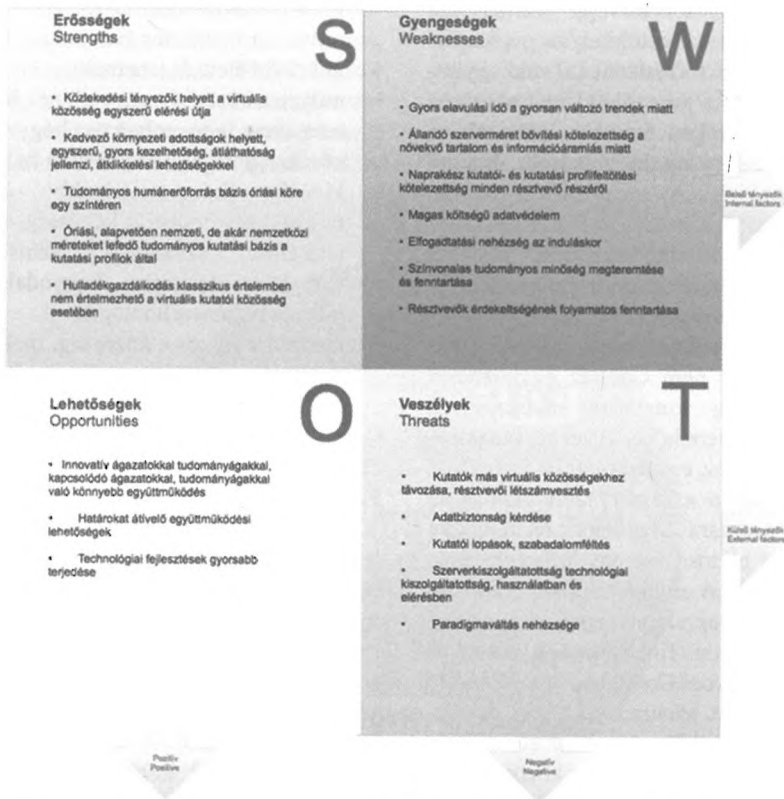 Erősségek
Strengths
S
• Közlekedési tényezők helyett a virtuális
közösség egyszerű elérési útja
• Kedvező környezeti adottságok helyett,
egyszerű, gyors kezelhetőség, átláthatóság
jellemzi, átklikkelési lehetőségekkel
• Tudományos humánerőforrás bázis óriási köre
egy színtéren
• Óriási, alapvetően nemzeti, de akár nemzetközi
méreteket lefedő tudományos kutatási bázis a
kutatási profilok által
• Hulladékgazdálkodás klasszikus értelemben
nem értelmezhető a virtuális kutatói közösség
esetében
Gyengeségek
Weaknesses
W
• Gyors elavulási idő a gyorsan változó trendek miatt
• Állandó szerverméret bővítési kötelezettség a
növekvő tartalom és információáramlás miatt
• Naprakész kutatói- és kutatási profilfeltöltési
kötelezettség minden résztvevő részéről
• Magas költségű adatvédelem
• Elfogadtatási nehézség az induláskor
• Színvonalas tudományos minőség megteremtése
és fenntartása
• Résztvevők érdekeltségének folyamatos fenntartása
Belső tényezők
Internal factors
Lehetőségek
Opportunities
O
• Innovatív ágazatokkal tudományágakkal,
kapcsolódó ágazatokkal, tudományágakkal
való könnyebb együttműködés
• Határokat átívelő együttműködési
lehetőségek
• Technológiai fejlesztések gyorsabb
terjedése
Veszélyek
Threats
T
• Kutatók más virtuális közösségekhez
távozása, résztvevői létszámvesztés
• Adatbiztonság kérdése
• Kutatói lopások, szabadalomféltés
• Szerverkiszolgáltatottság technológiai
kiszolgáltatottság, használatban és
elérésben
• Paradigmaváltás nehézsége
Külső tényezők
External factors
Pozitív
Positive
Negatív
Negative